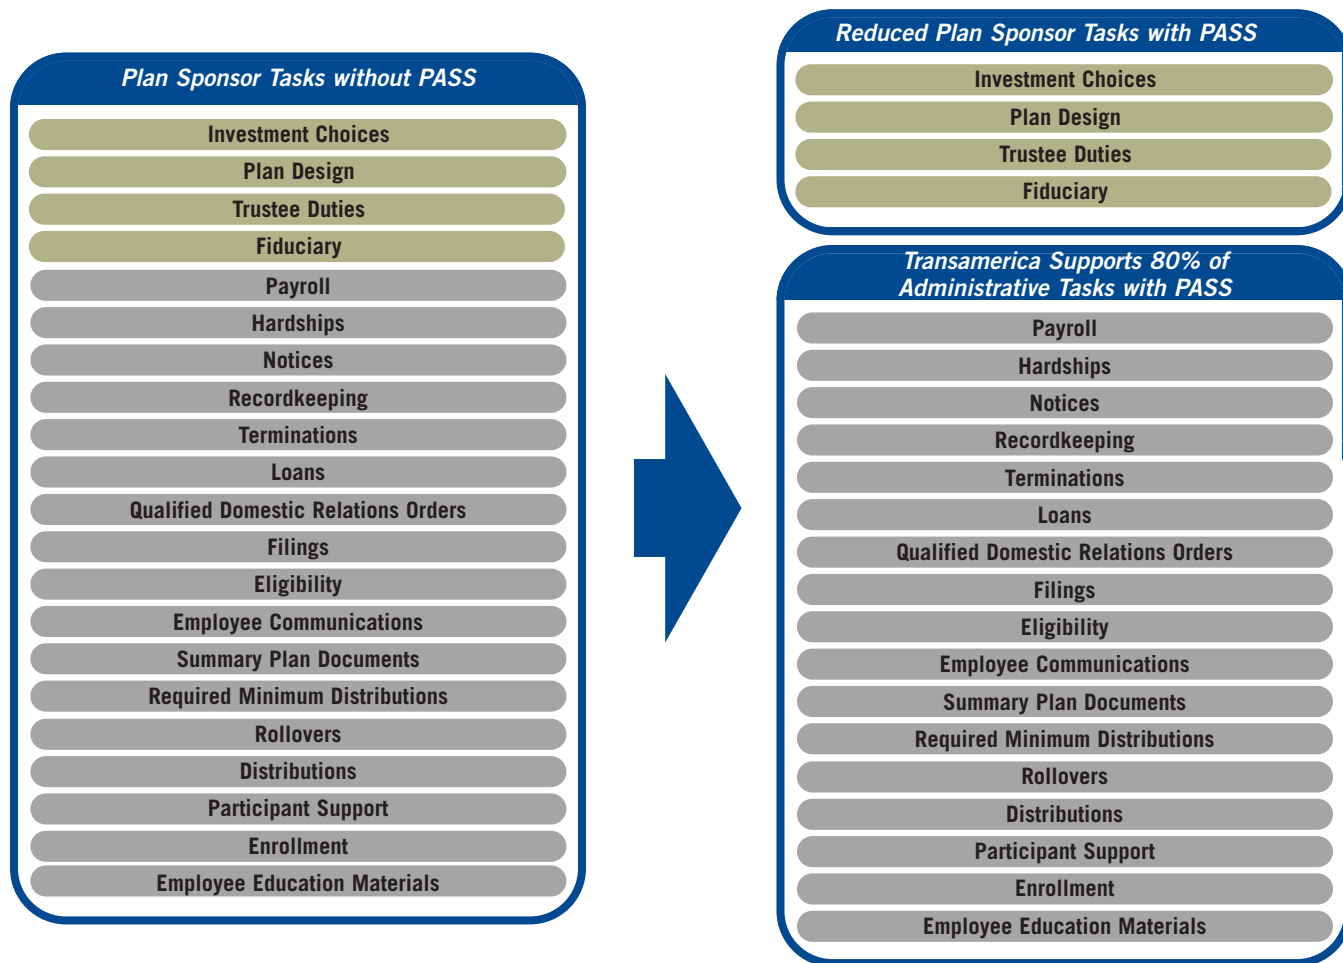 Plan Sponsor Tasks without PASS
Investment Choices
Plan Design
Trustee Duties
Fiduciary
Payroll
Hardships
Notices
Recordkeeping
Terminations
Loans
Qualified Domestic Relations Orders
Filings
Eligibility
Employee Communications
Summary Plan Documents
Required Minimum Distributions
Rollovers
Distributions
Participant Support
Enrollment
Employee Education Materials
Reduced Plan Sponsor Tasks with PASS
Investment Choices
Plan Design
Trustee Duties
Fiduciary
Transamerica Supports 80% of
Administrative Tasks with PASS
Payroll
Hardships
Notices
Recordkeeping
Terminations
Loans
Qualified Domestic Relations Orders
Filings
Eligibility
Employee Communications
Summary Plan Documents
Required Minimum Distributions
Rollovers
Distributions
Participant Support
Enrollment
Employee Education Materials